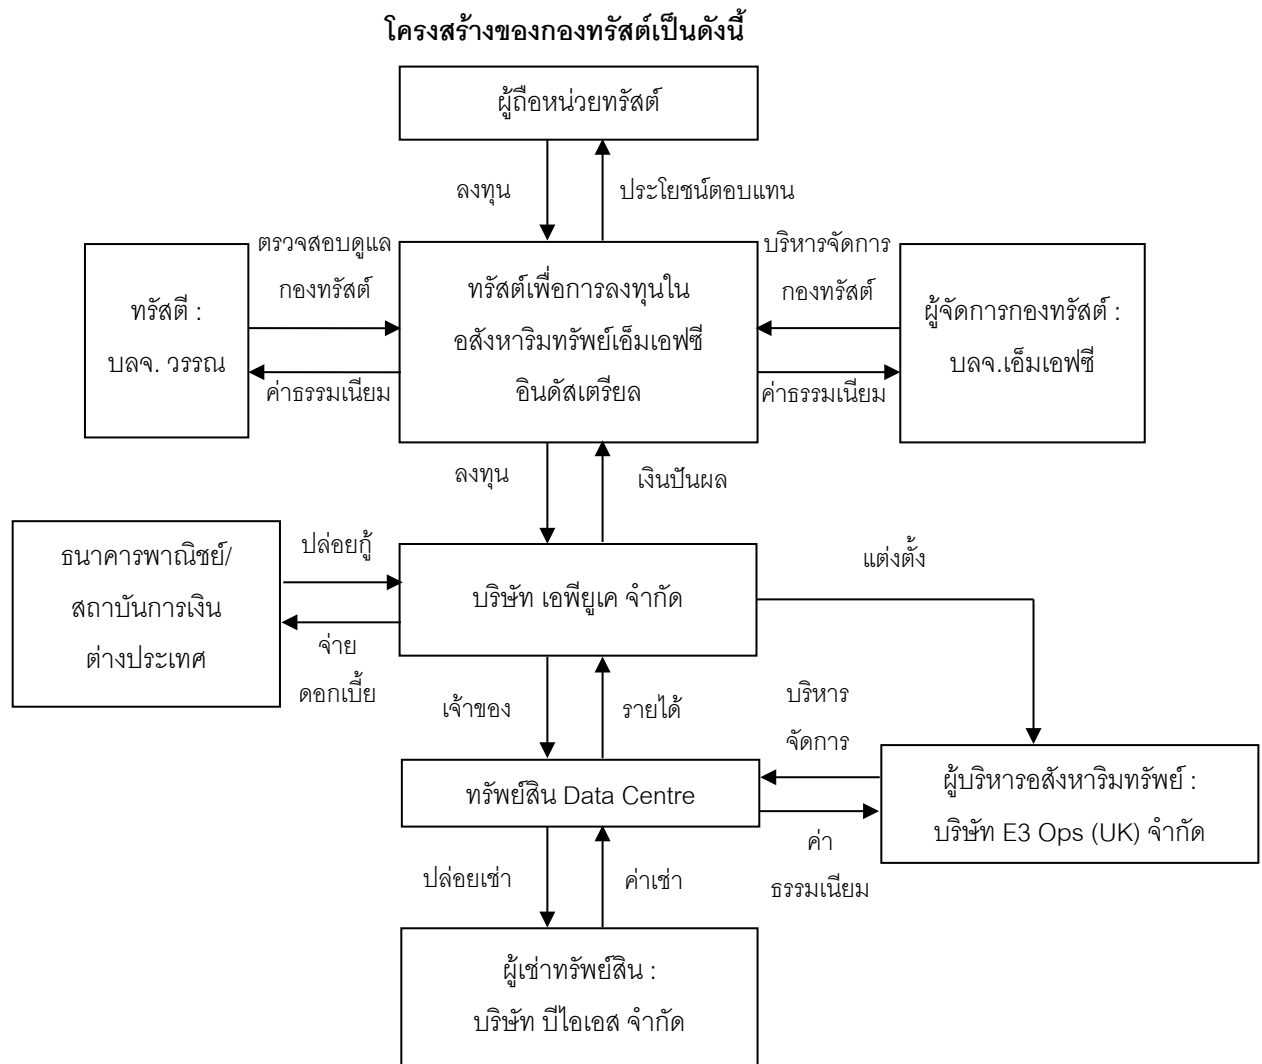 โครงสร้างของกองทรัสต์เป็นดังนี้
ผู้ถือหน่วยทรัสต์
ลงทุน
ประโยชน์ตอบแทน
ตรวจสอบดูแล
กองทรัสต์
บริหารจัดการ
กองทรัสต์
ทรัสตี :
บลจ. วรรณ
ทรัสต์เพื่อการลงทุนใน
อสังหาริมทรัพย์เอ็มเอฟซี
อินดัสเตรียล
ผู้จัดการกองทรัสต์ :
บลจ.เอ็มเอฟซี
ค่าธรรมเนียม
ค่าธรรมเนียม
ลงทุน
เงินปันผล
ธนาคารพาณิชย์/
สถาบันการเงิน
ต่างประเทศ
ปล่อยกู้
จ่าย
ดอกเบี้ย
บริษัท เอพียูเค จำกัด
แต่งตั้ง
เจ้าของ
รายได้
บริหาร
จัดการ
ทรัพย์สิน Data Centre
ผู้บริหารอสังหาริมทรัพย์ :
บริษัท E3 Ops (UK) จำกัด
ค่า
ธรรมเนียม
ปล่อยเช่า
ค่าเช่า
ผู้เช่าทรัพย์สิน :
บริษัท บีไอเอส จำกัด